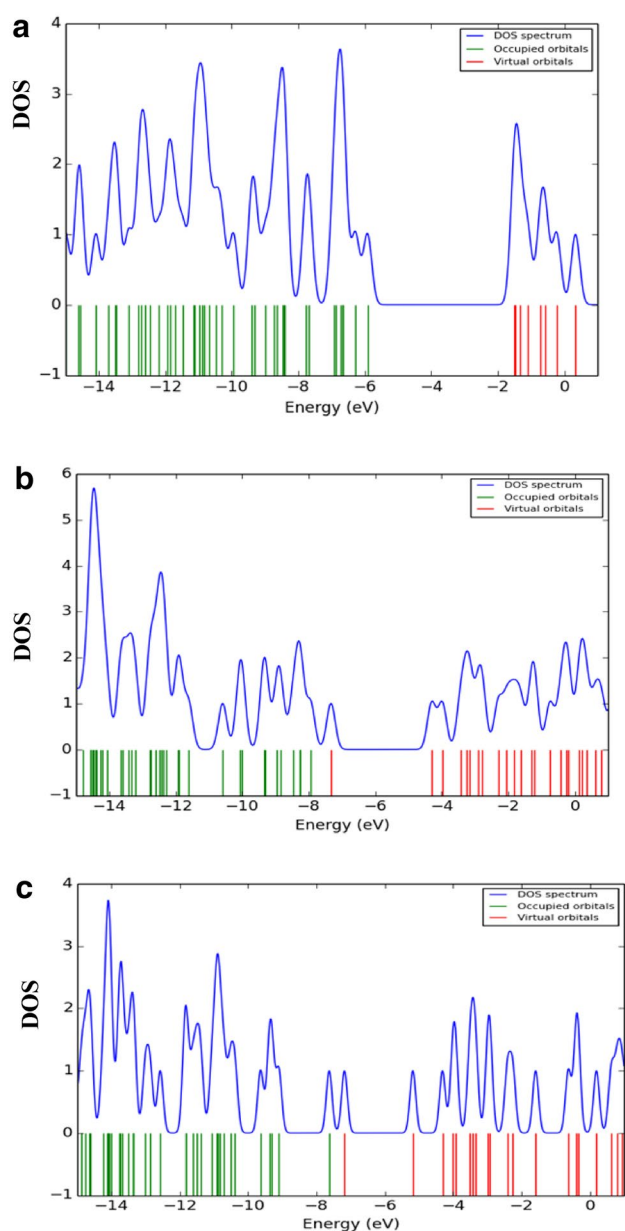 a
DOS
4
3
2
1
0
−1
DOS spectrum
Occupied orbitals
Virtual orbitals
−14 −12 −10 −8 −6 −4 −2 0
Energy (eV)
b
DOS
6
5
4
3
2
1
0
−1
DOS spectrum
Occupied orbitals
Virtual orbitals
−14 −12 −10 −8 −6 −4 −2 0
Energy (eV)
c
DOS
4
3
2
1
0
−1
DOS spectrum
Occupied orbitals
Virtual orbitals
−14 −12 −10 −8 −6 −4 −2 0
Energy (eV)